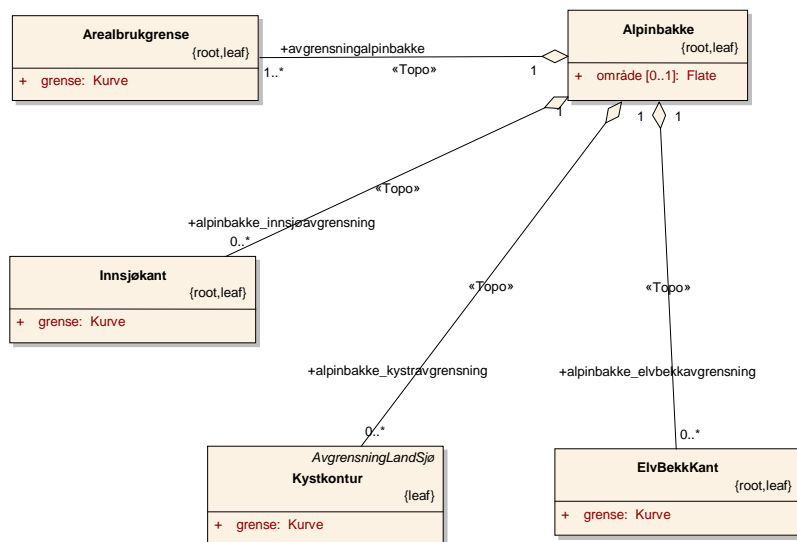 Arealbrukgrense
{root,leaf}
+ grense: Kurve
+avgrensningalpinbakke
1..*
«Topo»
1
Alpinbakke
{root,leaf}
+ område [0..1]: Flate
1
1
1
«Topo»
+alpinbakke_innsjøavgrensning
0..*
Innsjøkant
{root,leaf}
+ grense: Kurve
«Topo»
«Topo»
+alpinbakke_kystravgrensning
+alpinbakke_elvbekkavgrensning
0..*
0..*
AvgrensningLandSjø
Kystkontur
{leaf}
+ grense: Kurve
ElvBekkKant
{root,leaf}
+ grense: Kurve